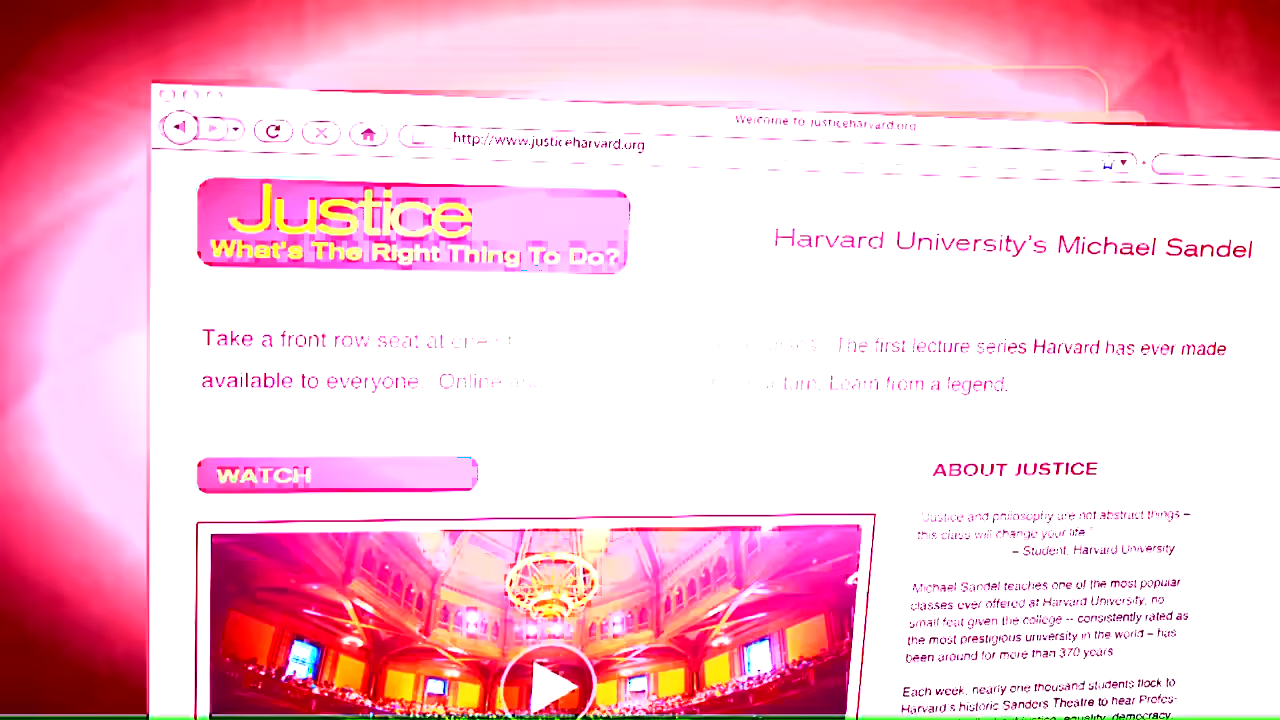 Welcome to justiceharvard.org
http://www.justiceharvard.org
Justice
What's The Right Thing To Do?
Harvard University's Michael Sandel
Take a front row seat at The first lecture series Harvard has ever made
available to everyone. Online turn. Learn from a legend.
WATCH
ABOUT JUSTICE
"Justice and philosophy are not abstract things –
this class will change your life."
– Student, Harvard University
Michael Sandel teaches one of the most popular
classes ever offered at Harvard University, no
small feat given the college -- consistently rated as
the most prestigious university in the world – has
been around for more than 370 years.
Each week, nearly one thousand students flock to
Harvard's historic Sanders Theatre to hear Profes-
justice, equality, democracy,